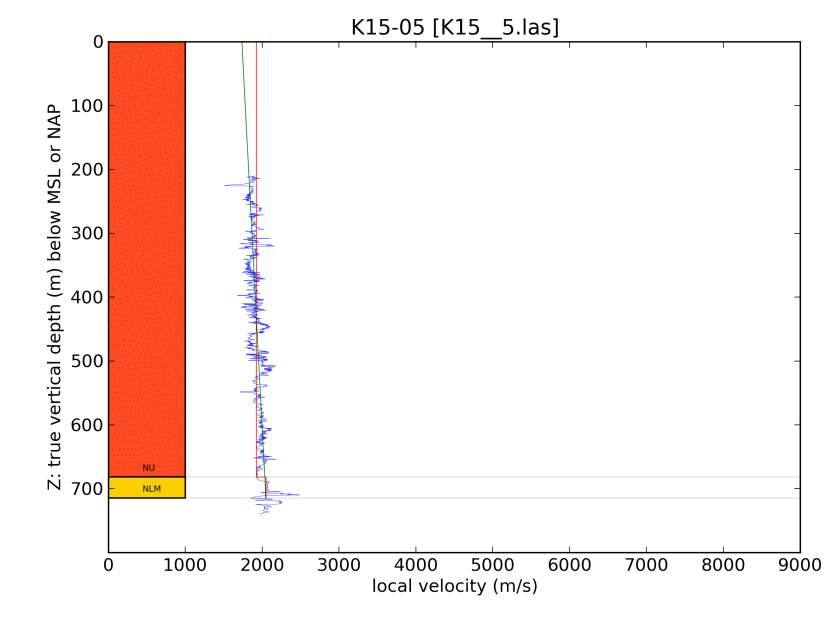 K15-05 [K15__5.las]
0
100
200
300
400
500
600
700
Z: true vertical depth (m) below MSL or NAP
NU
NLM
0 1000 2000 3000 4000 5000 6000 7000 8000 9000
local velocity (m/s)